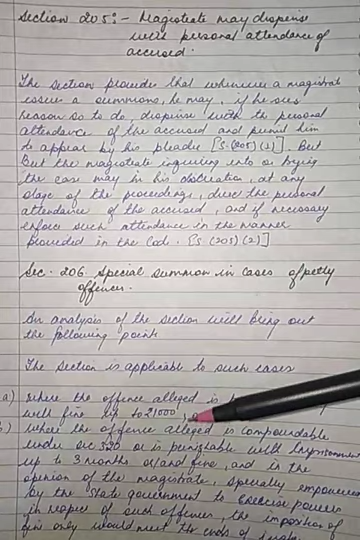 Section 205:- Magistrate may dispense
with personal attendance of
accused.
The section provides that whenever a magistrate
issues a summons, he may, if he sees
reason so to do, dispense with the personal
attendance of the accused and permit him
to appear by his pleader [S.(205)(1)]. But
But the magistrate inquiring into or trying
the case may in his discretion, at any
stage of the proceedings, direct the personal
attendance of the accused, and if necessary
enforce such attendance in the manner
provided in the Code. [S (205)(2)]
Sec. 206 Special summon in cases of petty
offences.
An analysis of the section will bring out
the following points
The section is applicable to such cases
a) where the offence alleged is
with fine up to 1000
where the offence alleged is compoundable
under sec 320 or is punishable with Imprisonment
up to 3 months or/and fine, and in the
opinion of the magistrate, specially empowered
by the State government to exercise powers
in respect of such offences, the imposition of
fine only would meet the ends of